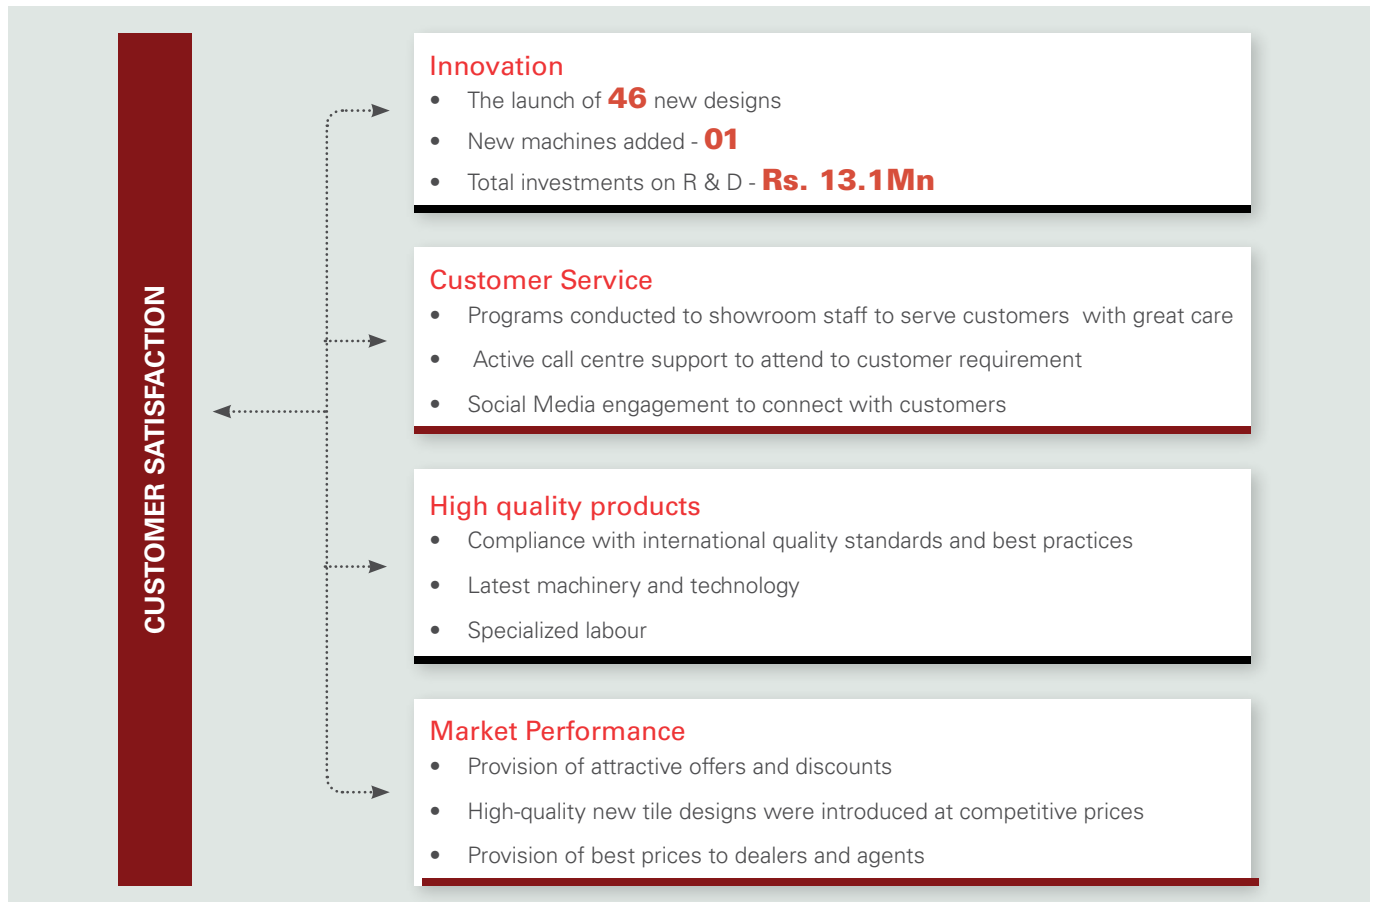 CUSTOMER SATISFACTION
Innovation
• The launch of 46 new designs
• New machines added - 01
• Total investments on R & D - Rs. 13.1Mn
Customer Service
• Programs conducted to showroom staff to serve customers with great care
• Active call centre support to attend to customer requirement
• Social Media engagement to connect with customers
High quality products
• Compliance with international quality standards and best practices
• Latest machinery and technology
• Specialized labour
Market Performance
• Provision of attractive offers and discounts
• High-quality new tile designs were introduced at competitive prices
• Provision of best prices to dealers and agents